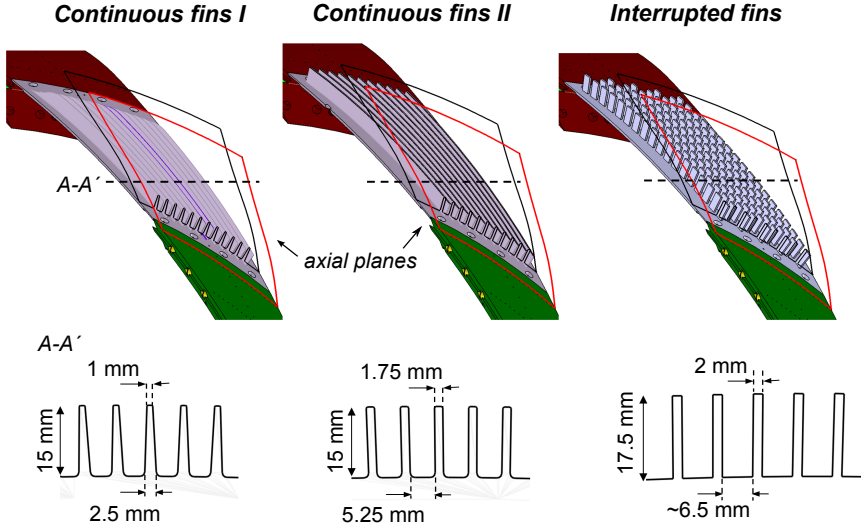 Continuous fins I
Continuous fins II
Interrupted fins
A-A´
axial planes
A-A´
1 mm
1.75 mm
2 mm
15 mm
15 mm
17.5 mm
2.5 mm
5.25 mm
~6.5 mm